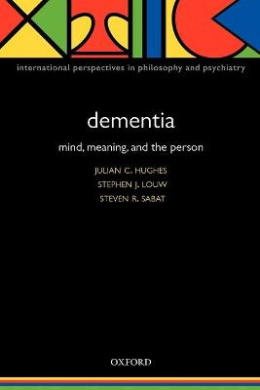 international perspectives in philosophy and psychiatry
dementia
mind, meaning, and the person
JULIAN C. HUGHES
STEPHEN J. LOUW
STEVEN R. SABAT
OXFORD